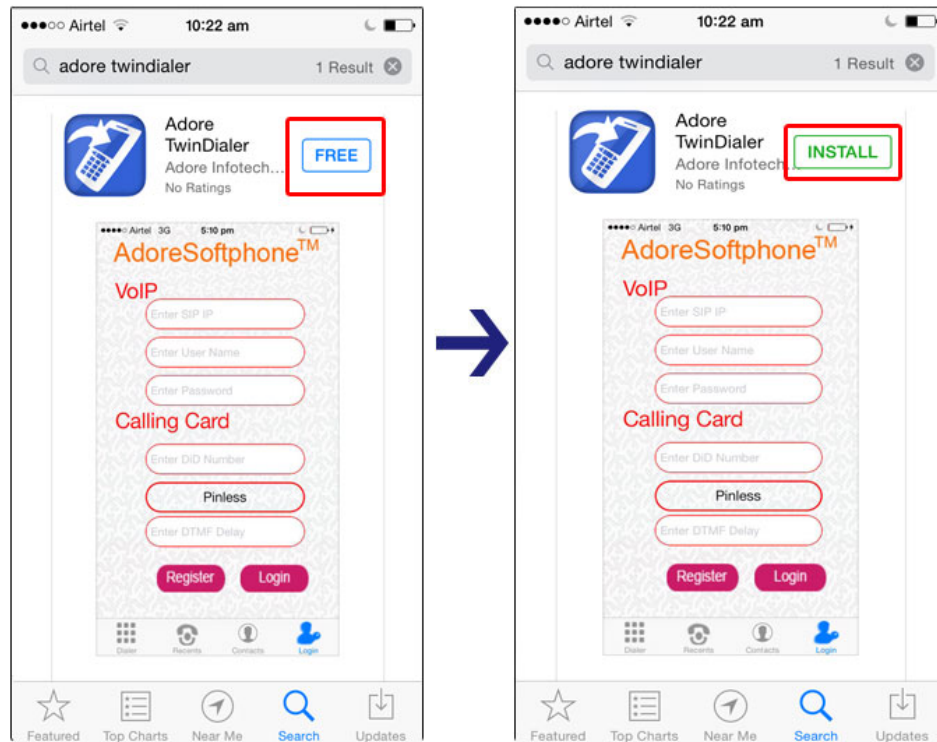 Airtel 10:22 am
adore twindialer 1 Result
Adore
TwinDialer
Adore Infotech...
No Ratings
FREE
Airtel 3G 5:10 pm
AdoreSoftphone™
VoIP
Enter SIP IP
Enter User Name
Enter Password
Calling Card
Enter DiD Number
Pinless
Enter DTMF Delay
Register Login
Dialer Recents Contacts Login
Featured Top Charts Near Me Search Updates
Airtel 10:22 am
adore twindialer 1 Result
Adore
TwinDialer
Adore Infotech...
No Ratings
INSTALL
Airtel 3G 5:10 pm
AdoreSoftphone™
VoIP
Enter SIP IP
Enter User Name
Enter Password
Calling Card
Enter DiD Number
Pinless
Enter DTMF Delay
Register Login
Dialer Recents Contacts Login
Featured Top Charts Near Me Search Updates